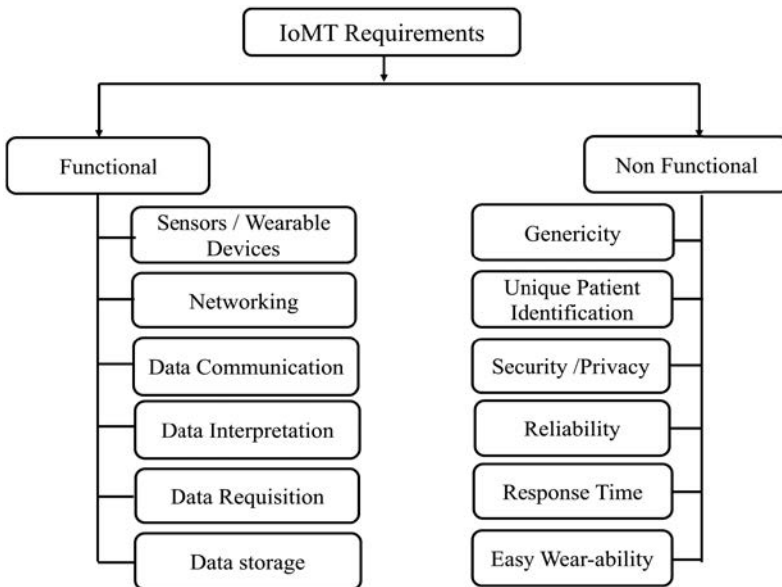 IoMT Requirements
Functional
Non Functional
Sensors / Wearable
Devices
Networking
Data Communication
Data Interpretation
Data Requisition
Data storage
Genericity
Unique Patient
Identification
Security /Privacy
Reliability
Response Time
Easy Wear-ability